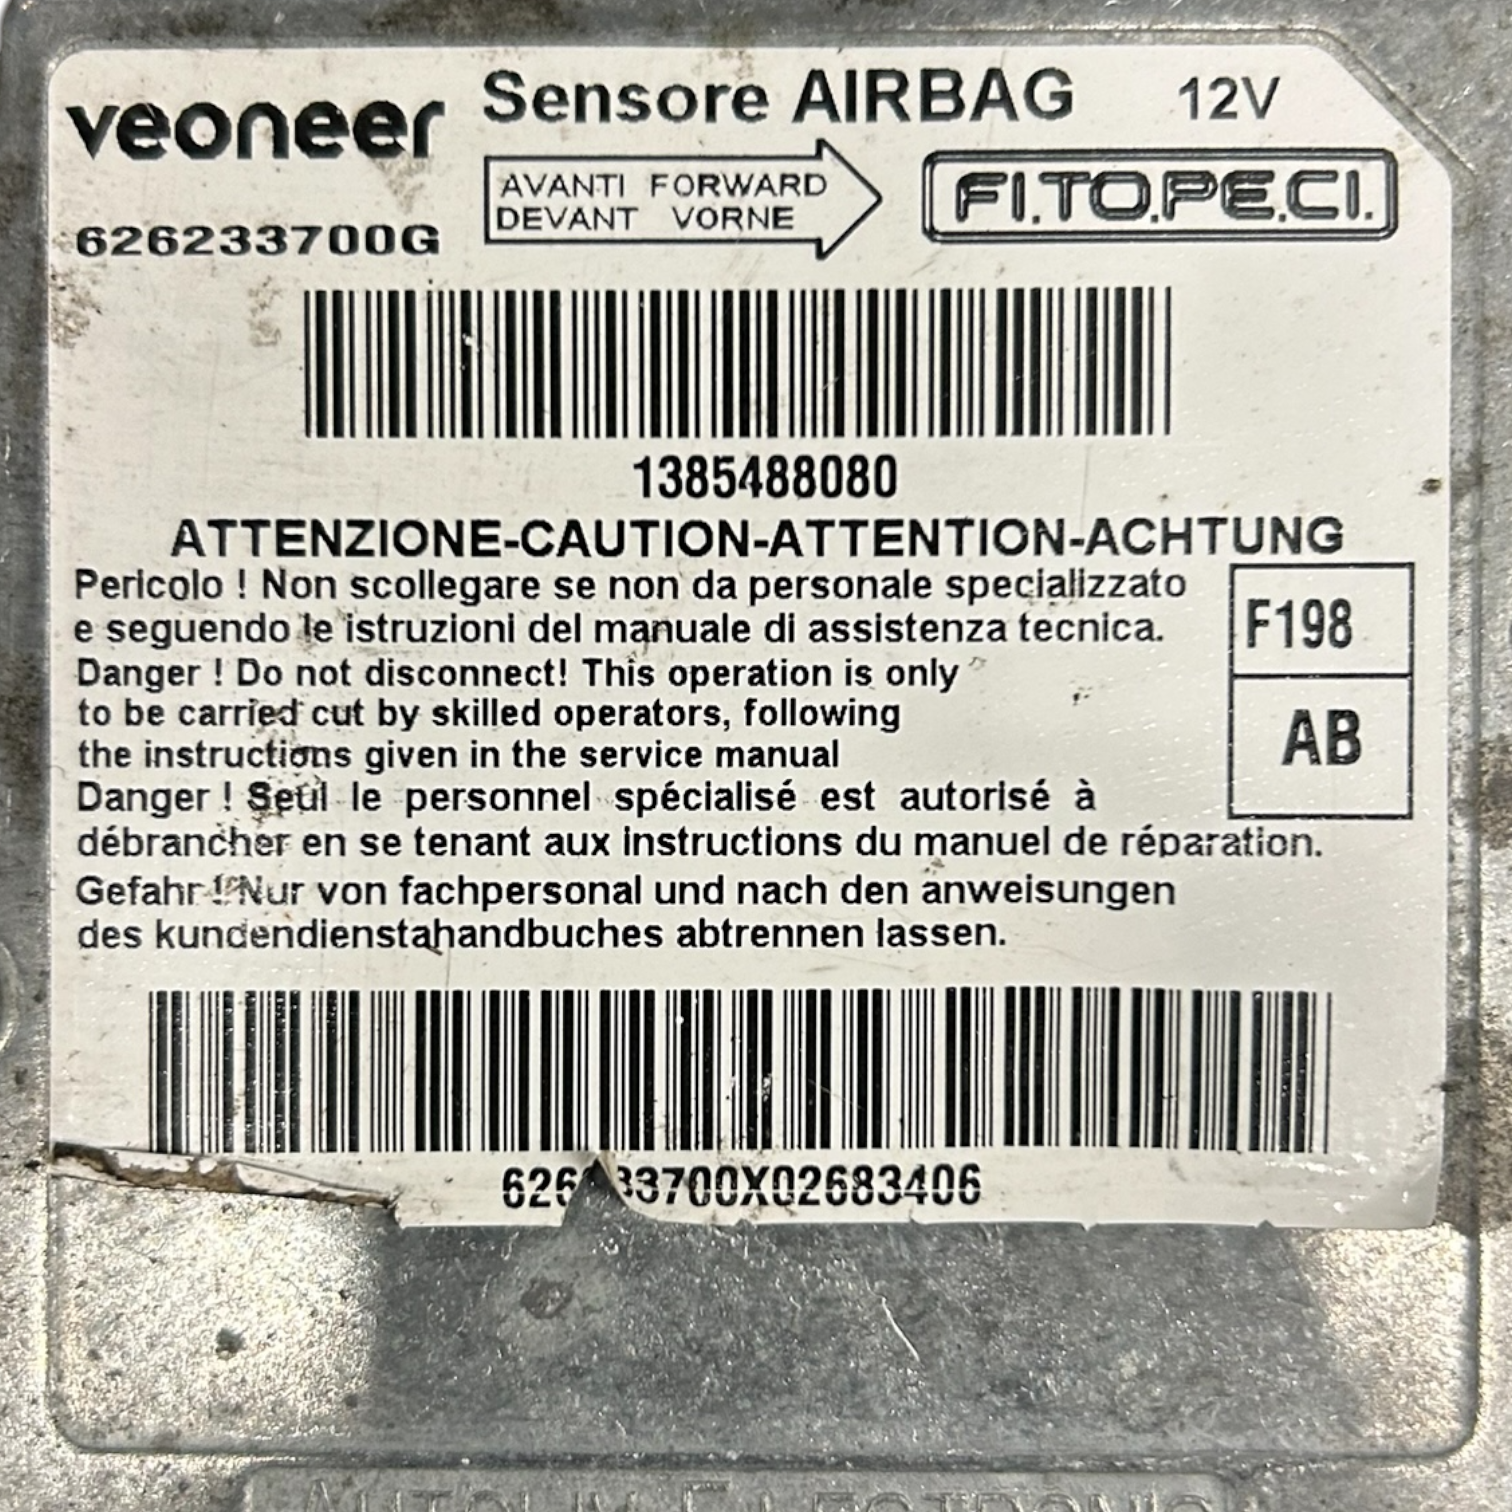 veoneer Sensore AIRBAG 12V
AVANTI FORWARD
DEVANT VORNE
FI.TO.PE.CI.
626233700G
1385488080
ATTENZIONE-CAUTION-ATTENTION-ACHTUNG
Pericolo ! Non scollegare se non da personale specializzato
e seguendo le istruzioni del manuale di assistenza tecnica.
F198
Danger ! Do not disconnect! This operation is only
to be carried cut by skilled operators, following
the instructions given in the service manual
AB
Danger ! Seul le personnel spécialisé est autorisé à
débrancher en se tenant aux instructions du manuel de réparation.
Gefahr ! Nur von fachpersonal und nach den anweisungen
des kundendienstahandbuches abtrennen lassen.